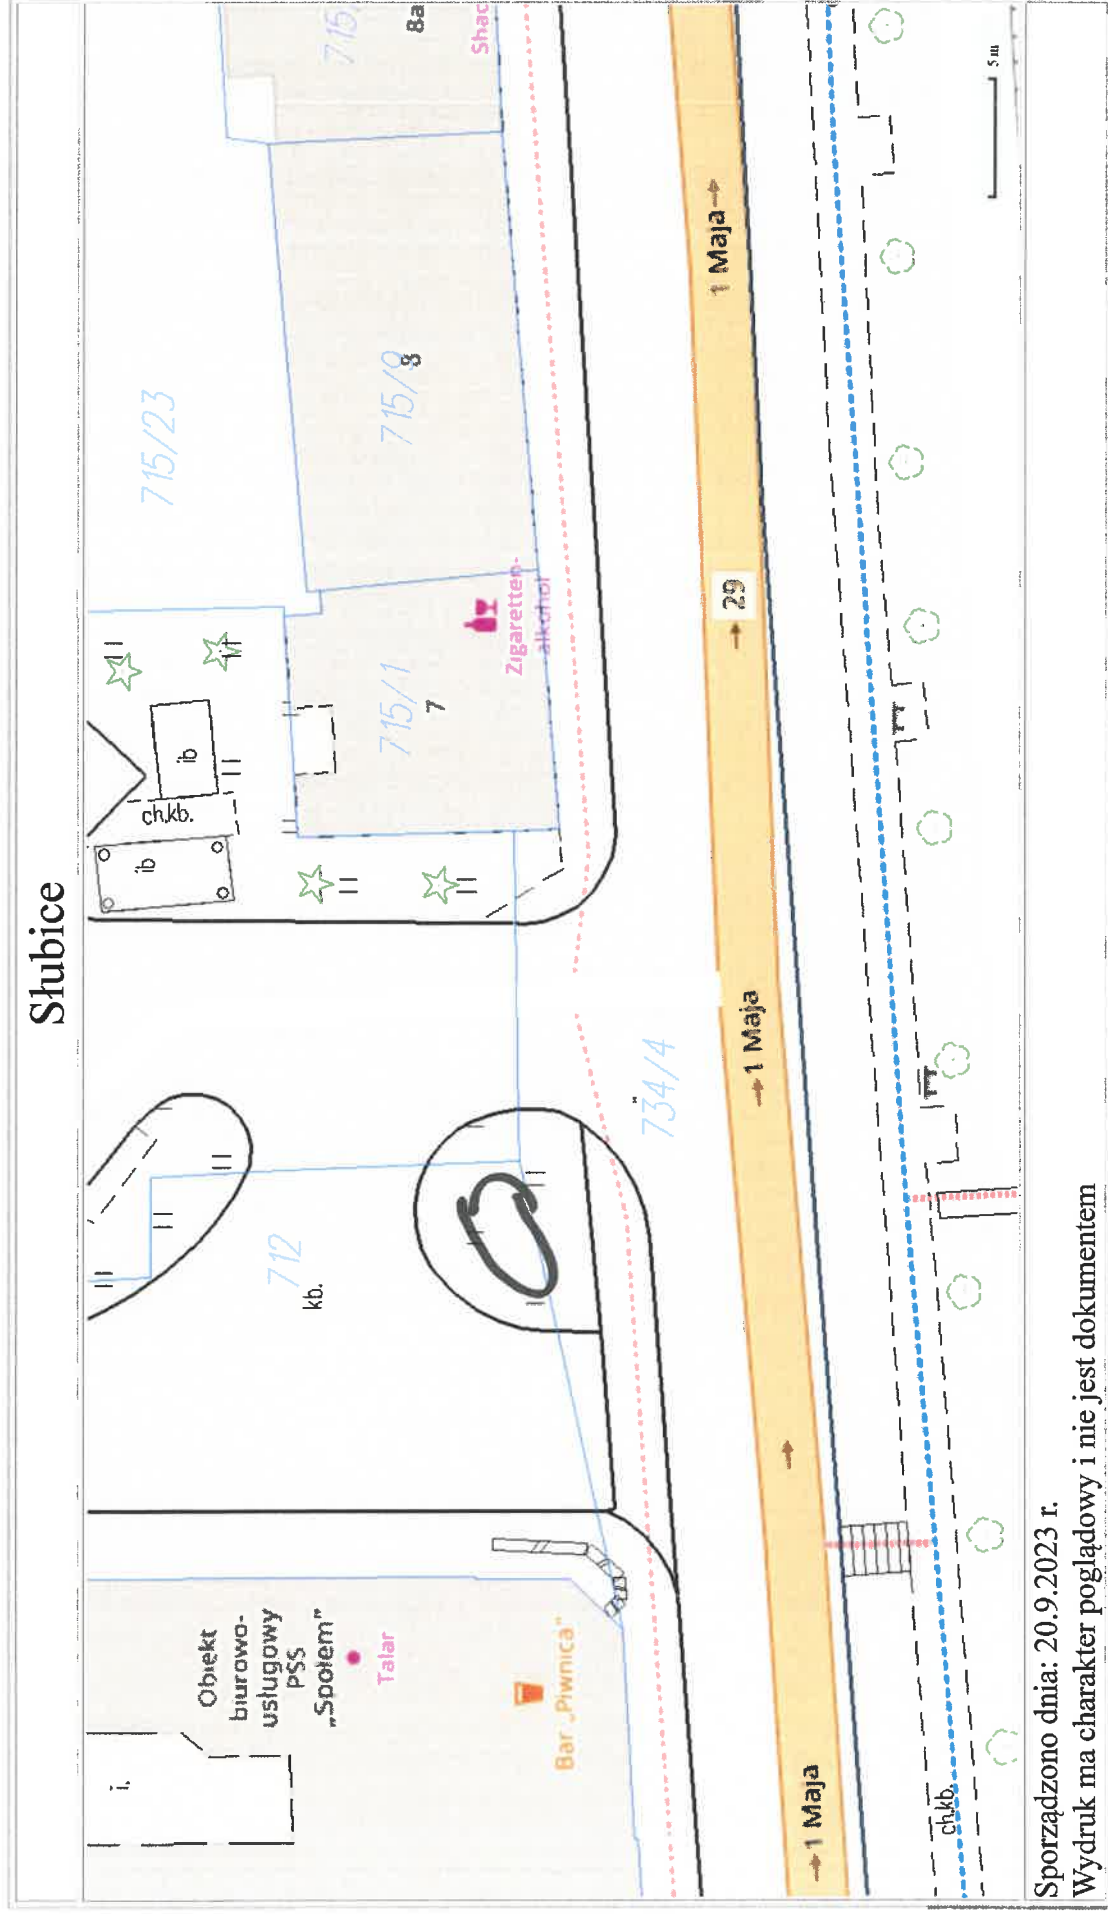 Słubice
Obiekt
biurowo-
usługowy
PSS
„Społem”
Talar
Bar „Piwnica”
i.
712
kb.
ib
ch.kb.
ib
715/23
715/1
7
715/9
8
8a
Zigaretten-
alkohol
734/4
→1 Maja
→1 Maja
→ 29
1 Maja→
ch.kb.
5 m
Sporządzono dnia: 20.9.2023 r.
Wydruk ma charakter poglądowy i nie jest dokumentem